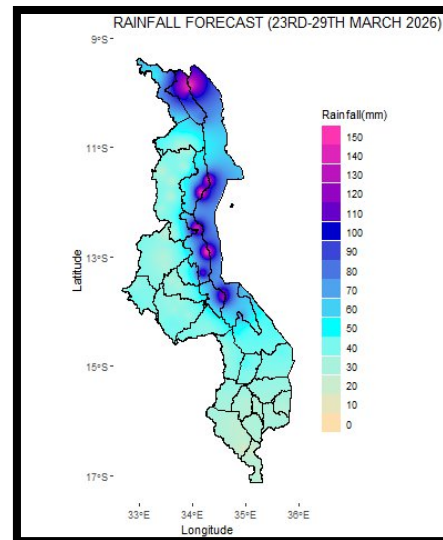 RAINFALL FORECAST (23RD-29TH MARCH 2026)
9°S
11°S
13°S
15°S
17°S
Latitude
33°E 34°E 35°E 36°E
Longitude
Rainfall(mm)
150
140
130
120
110
100
90
80
70
60
50
40
30
20
10
0